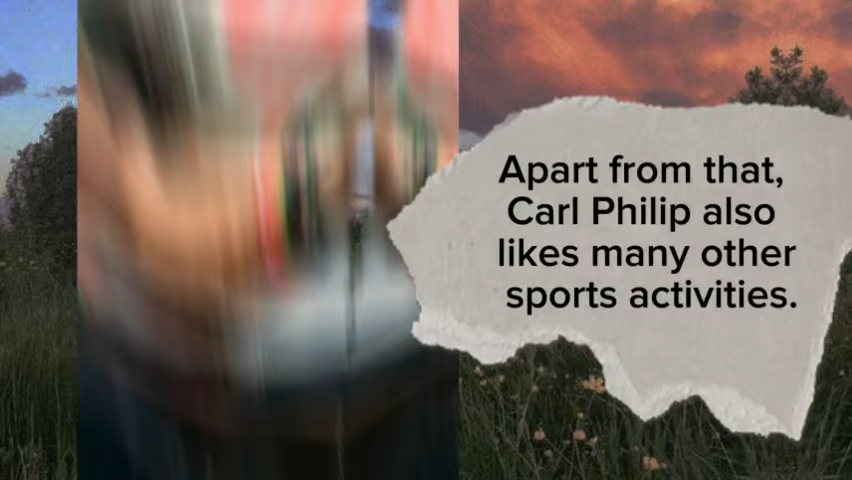 Apart from that,
Carl Philip also
likes many other
sports activities.